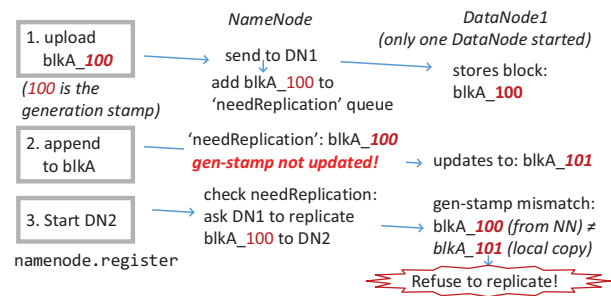 NameNode
DataNode1
(only one DataNode started)
1. upload
blkA_100
(100 is the
generation stamp)
send to DN1
add blkA_100 to
‘needReplication’ queue
stores block:
blkA_100
2. append
to blkA
‘needReplication’: blkA_100
gen-stamp not updated!
updates to: blkA_101
3. Start DN2
namenode.register
check needReplication:
ask DN1 to replicate
blkA_100 to DN2
gen-stamp mismatch:
blkA_100 (from NN) ≠
blkA_101 (local copy)
Refuse to replicate!